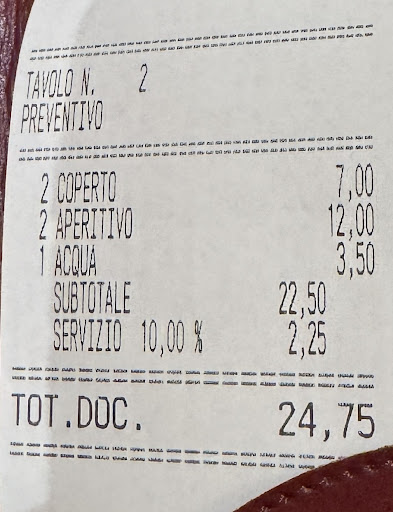 TAVOLO N. 2
PREVENTIVO
2 COPERTO 7,00
2 APERITIVO 12,00
1 ACQUA 3,50
SUBTOTALE 22,50
SERVIZIO 10,00 % 2,25
TOT.DOC. 24,75